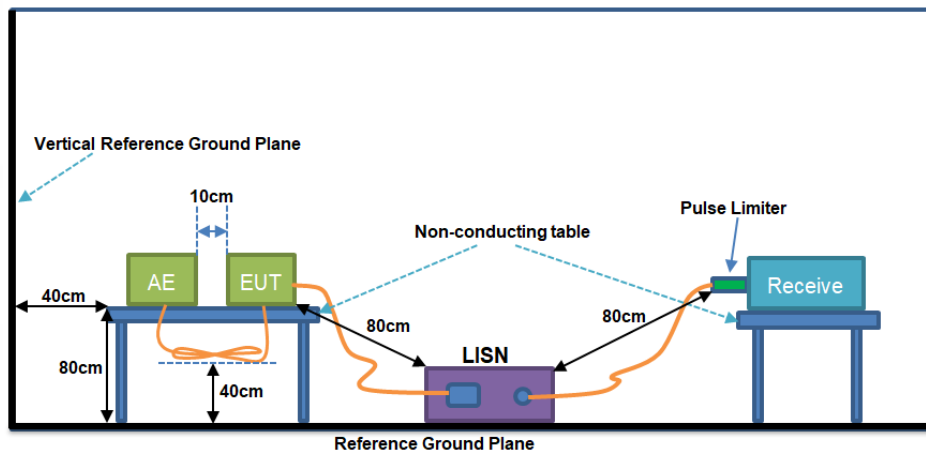 Vertical Reference Ground Plane
10cm
Pulse Limiter
Non-conducting table
AE
EUT
Receive
40cm
80cm
80cm
LISN
80cm
40cm
Reference Ground Plane